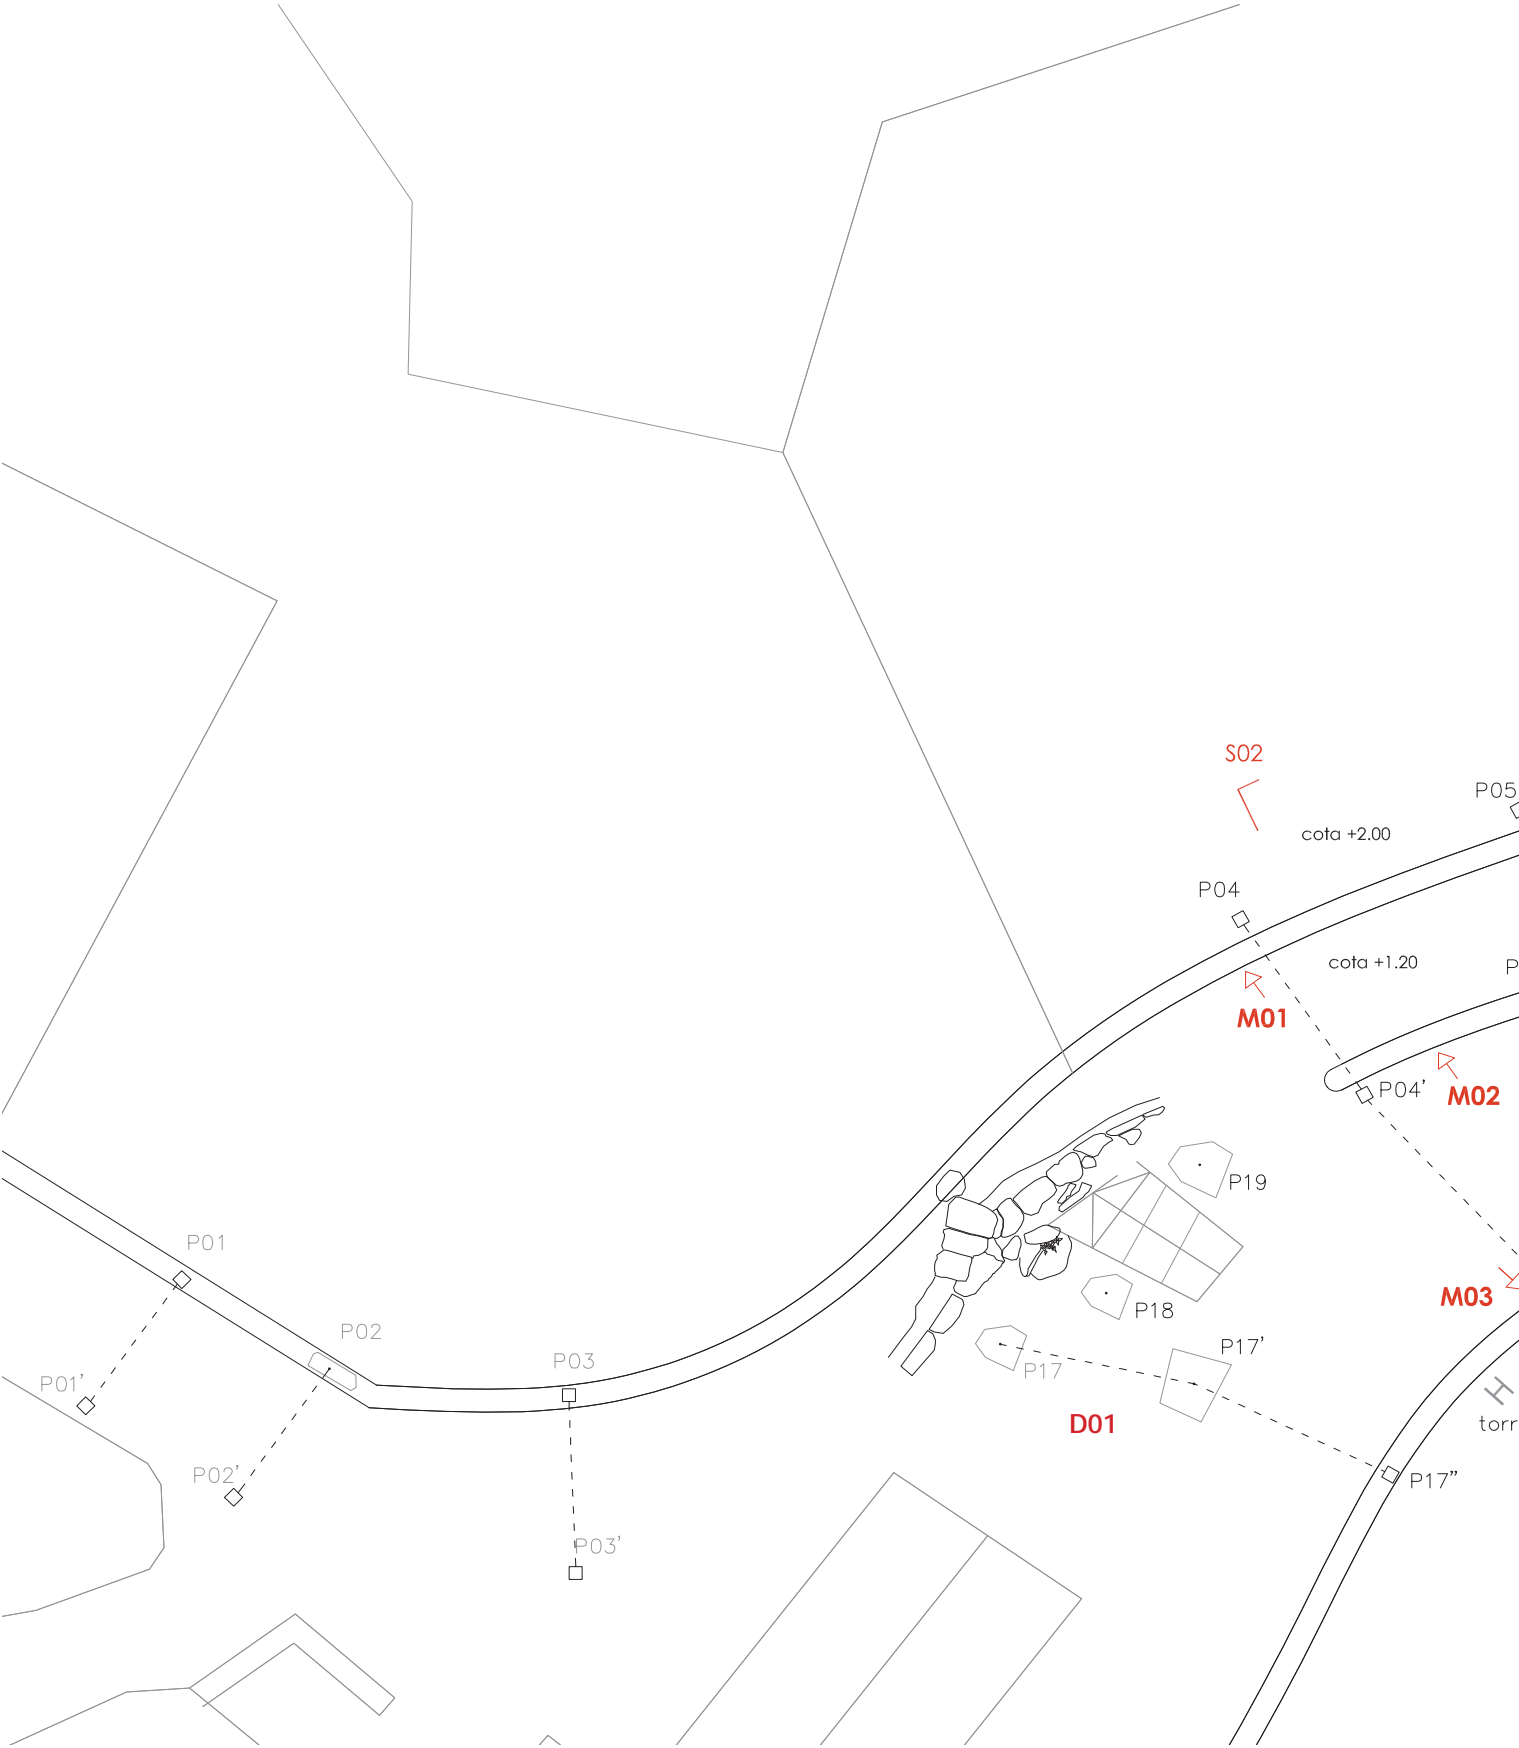 S02
P05
cota +2.00
P04
cota +1.20
P
M01
P04'
M02
P19
P01
M03
P18
P02
P17'
P03
P17
P01'
D01
torr
P02'
P17"
P03'